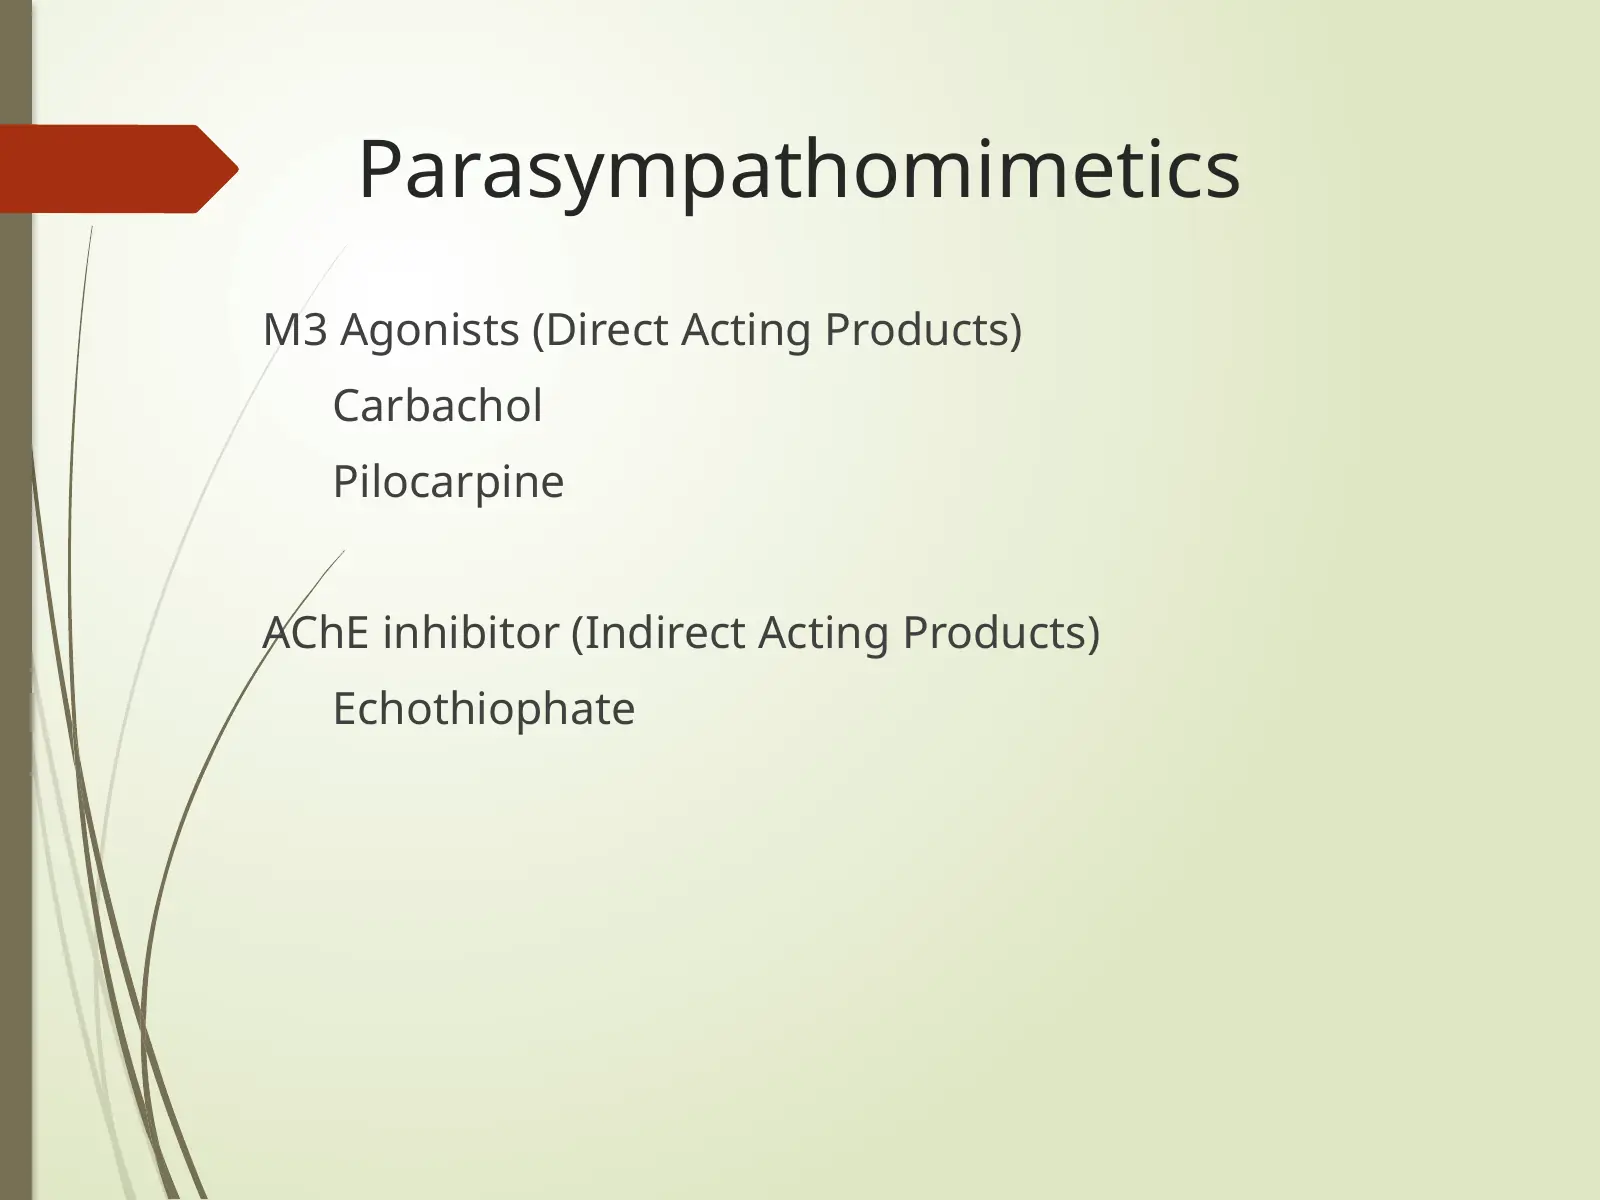 Parasympathomimetics
M3 Agonists (Direct Acting Products)
Carbachol
Pilocarpine
AChE inhibitor (Indirect Acting Products)
Echothiophate